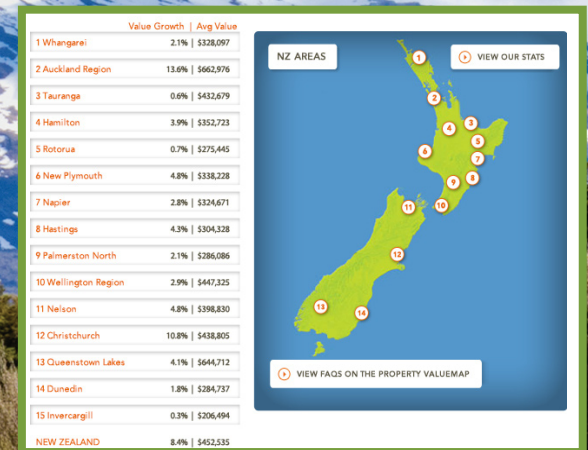 Value Growth | Avg Value
1 Whangarei 2.1% | $328,097
2 Auckland Region 13.6% | $662,976
3 Tauranga 0.6% | $432,679
4 Hamilton 3.9% | $352,723
5 Rotorua 0.7% | $275,445
6 New Plymouth 4.8% | $338,228
7 Napier 2.8% | $324,671
8 Hastings 4.3% | $304,328
9 Palmerston North 2.1% | $286,086
10 Wellington Region 2.9% | $447,325
11 Nelson 4.8% | $398,830
12 Christchurch 10.8% | $438,805
13 Queenstown Lakes 4.1% | $644,712
14 Dunedin 1.8% | $284,737
15 Invercargill 0.3% | $206,494
NEW ZEALAND 8.4% | $452,535
NZ AREAS
VIEW OUR STATS
1
2
3
4
5
6
7
8
9
10
11
12
13
14
VIEW FAQS ON THE PROPERTY VALUEMAP